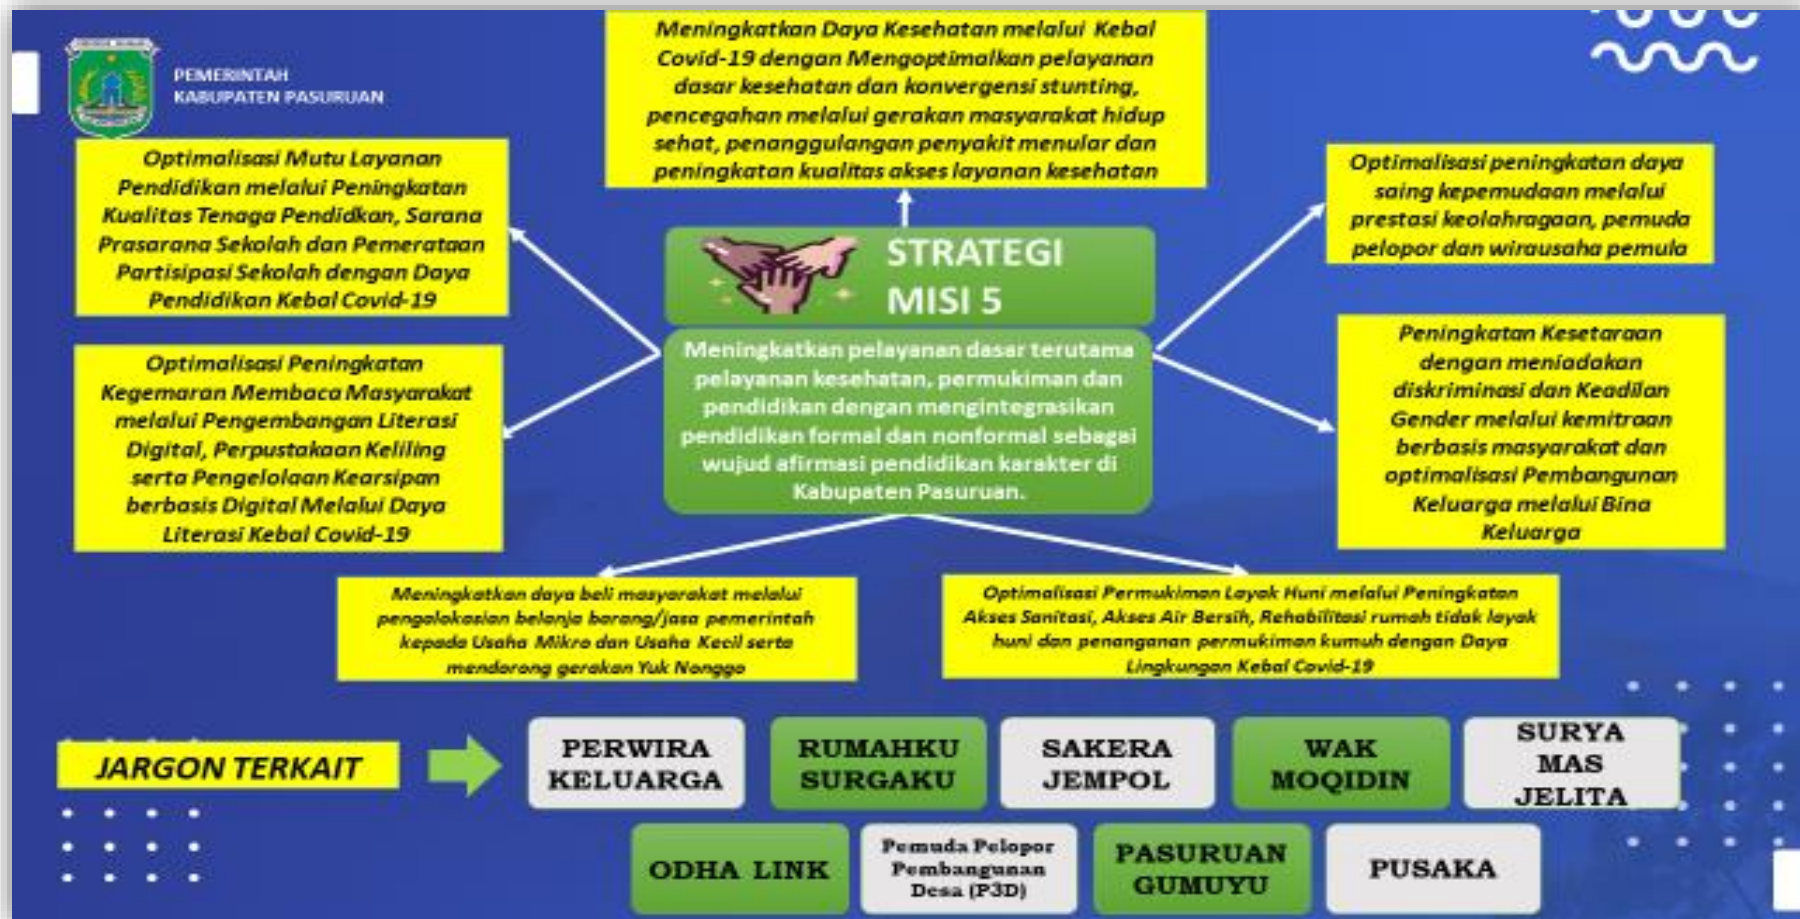 PEMERINTAH
KABUPATEN PASURUAN
Meningkatkan Daya Kesehatan melalui Kebal
Covid-19 dengan Mengoptimalkan pelayanan
dasar kesehatan dan konvergensi stunting,
pencegahan melalui gerakan masyarakat hidup
sehat, penanggulangan penyakit menular dan
peningkatan kualitas akses layanan kesehatan
Optimalisasi Mutu Layanan
Pendidikan melalui Peningkatan
Kualitas Tenaga Pendidkan, Sarana
Prasarana Sekolah dan Pemerataan
Partisipasi Sekolah dengan Daya
Pendidikan Kebal Covid-19
Optimalisasi peningkatan daya
saing kepemudaan melalui
prestasi keolahragaan, pemuda
pelopor dan wirausaha pemula
STRATEGI
MISI 5
Meningkatkan pelayanan dasar terutama
pelayanan kesehatan, permukiman dan
pendidikan dengan mengintegrasikan
pendidikan formal dan nonformal sebagai
wujud afirmasi pendidikan karakter di
Kabupaten Pasuruan.
Optimalisasi Peningkatan
Kegemaran Membaca Masyarakat
melalui Pengembangan Literasi
Digital, Perpustakaan Keliling
serta Pengelolaan Kearsipan
berbasis Digital Melalui Daya
Literasi Kebal Covid-19
Peningkatan Kesetaraan
dengan meniadakan
diskriminasi dan Keadilan
Gender melalui kemitraan
berbasis masyarakat dan
optimalisasi Pembangunan
Keluarga melalui Bina
Keluarga
Meningkatkan daya beli masyarakat melalui
pengalokasian belanja barang/jasa pemerintah
kepada Usaha Mikro dan Usaha Kecil serta
mendorong gerakan Yuk Nonggo
Optimalisasi Permukiman Layak Huni melalui Peningkatan
Akses Sanitasi, Akses Air Bersih, Rehabilitasi rumah tidak layak
huni dan penanganan permukiman kumuh dengan Daya
Lingkungan Kebal Covid-19
JARGON TERKAIT
PERWIRA
KELUARGA
RUMAHKU
SURGAKU
SAKERA
JEMPOL
WAK
MOQIDIN
SURYA
MAS
JELITA
ODHA LINK
Pemuda Pelopor
Pembangunan
Desa (P3D)
PASURUAN
GUMUYU
PUSAKA